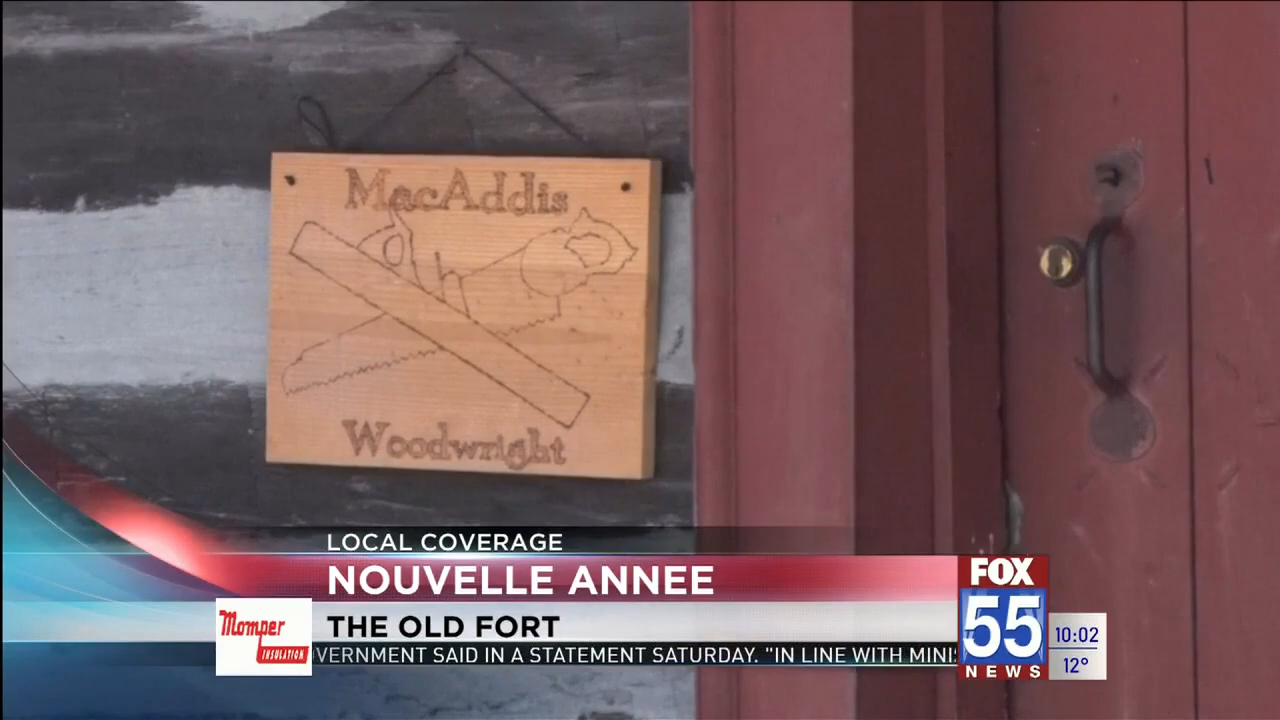 MacAddis
Woodwright
LOCAL COVERAGE
NOUVELLE ANNEE
THE OLD FORT
Momper
INSULATION
VERNMENT SAID IN A STATEMENT SATURDAY. "IN LINE WITH MINI
FOX
55
NEWS
10:02
12°